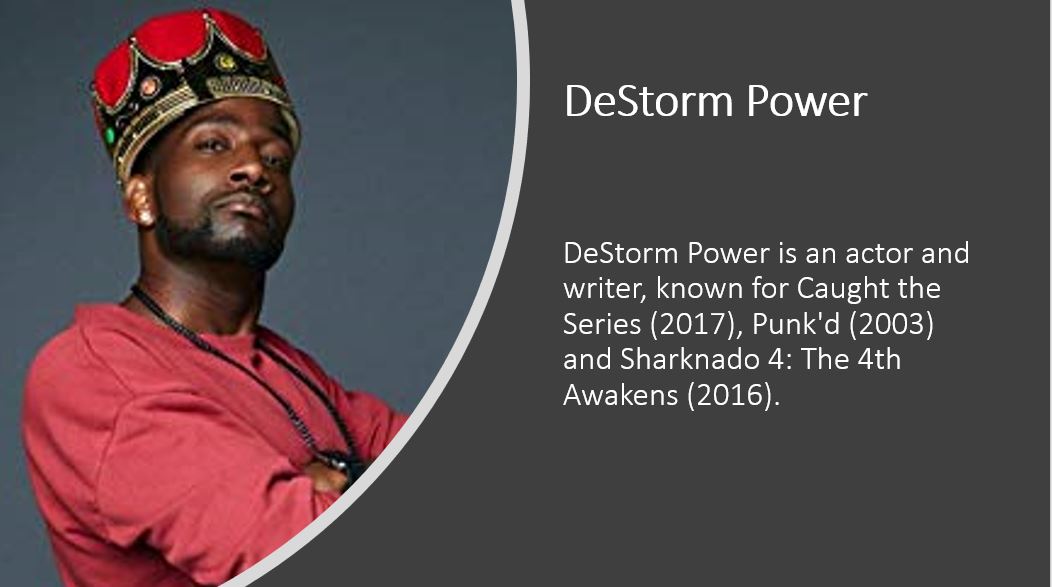 DeStorm Power
DeStorm Power is an actor and
writer, known for Caught the
Series (2017), Punk'd (2003)
and Sharknado 4: The 4th
Awakens (2016).